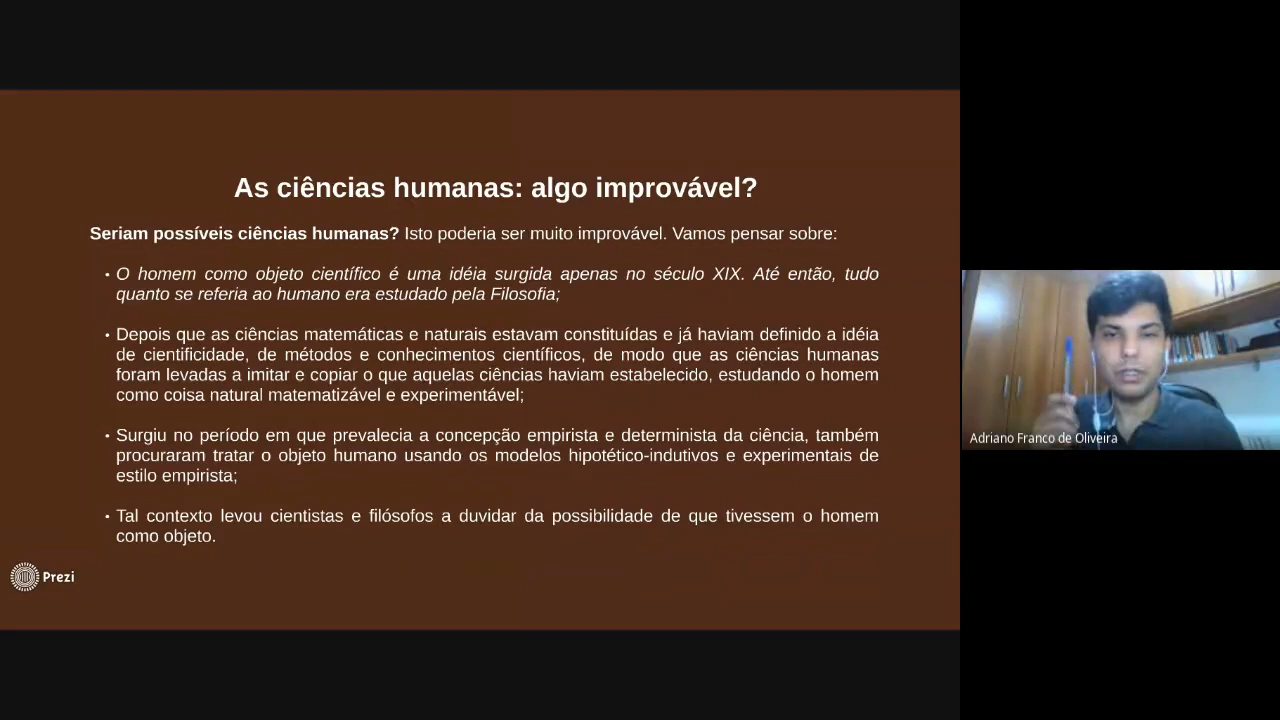 As ciências humanas: algo improvável?
Seriam possíveis ciências humanas? Isto poderia ser muito improvável. Vamos pensar sobre:
• O homem como objeto científico é uma idéia surgida apenas no século XIX. Até então, tudo
quanto se referia ao humano era estudado pela Filosofia;
• Depois que as ciências matemáticas e naturais estavam constituídas e já haviam definido a idéia
de cientificidade, de métodos e conhecimentos científicos, de modo que as ciências humanas
foram levadas a imitar e copiar o que aquelas ciências haviam estabelecido, estudando o homem
como coisa natural matematizável e experimentável;
• Surgiu no período em que prevalecia a concepção empirista e determinista da ciência, também
procuraram tratar o objeto humano usando os modelos hipotético-indutivos e experimentais de
estilo empirista;
• Tal contexto levou cientistas e filósofos a duvidar da possibilidade de que tivessem o homem
como objeto.
Prezi
Adriano Franco de Oliveira